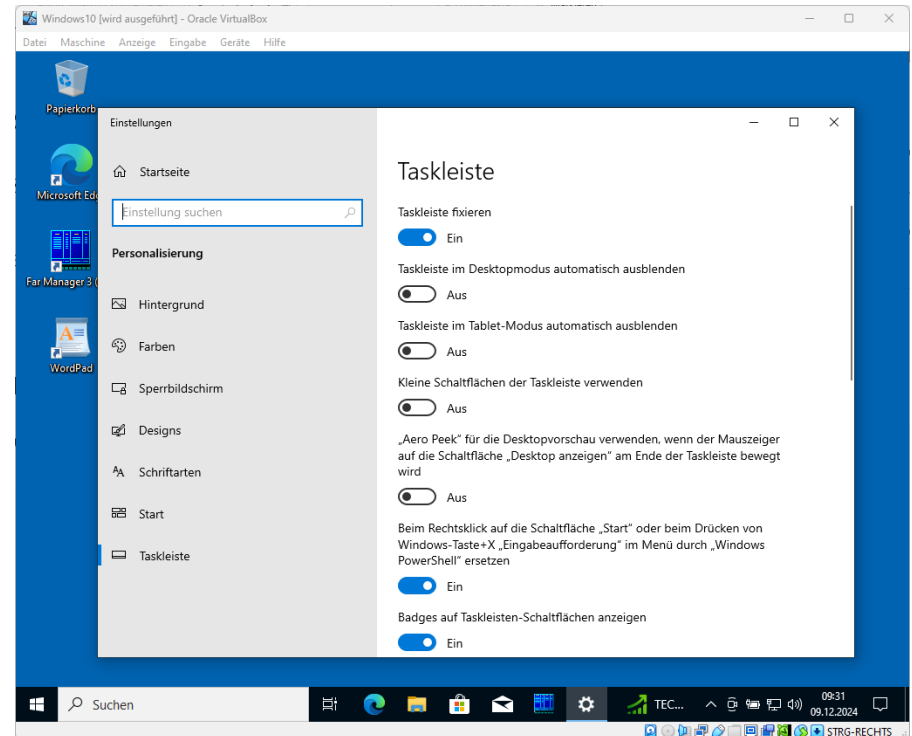 Windows10 [wird ausgeführt] - Oracle VirtualBox
Datei Maschine Anzeige Eingabe Geräte Hilfe
Papierkorb
Microsoft Ed
Far Manager 3 (
WordPad
Einstellungen
Startseite
Einstellung suchen
Personalisierung
Hintergrund
Farben
Sperrbildschirm
Designs
Schriftarten
Start
Taskleiste
Taskleiste
Taskleiste fixieren
Ein
Taskleiste im Desktopmodus automatisch ausblenden
Aus
Taskleiste im Tablet-Modus automatisch ausblenden
Aus
Kleine Schaltflächen der Taskleiste verwenden
Aus
„Aero Peek“ für die Desktopvorschau verwenden, wenn der Mauszeiger
auf die Schaltfläche „Desktop anzeigen“ am Ende der Taskleiste bewegt
wird
Aus
Beim Rechtsklick auf die Schaltfläche „Start“ oder beim Drücken von
Windows-Taste+X „Eingabeaufforderung“ im Menü durch „Windows
PowerShell“ ersetzen
Ein
Badges auf Taskleisten-Schaltflächen anzeigen
Ein
Suchen
TEC...
09:31
09.12.2024
STRG-RECHTS